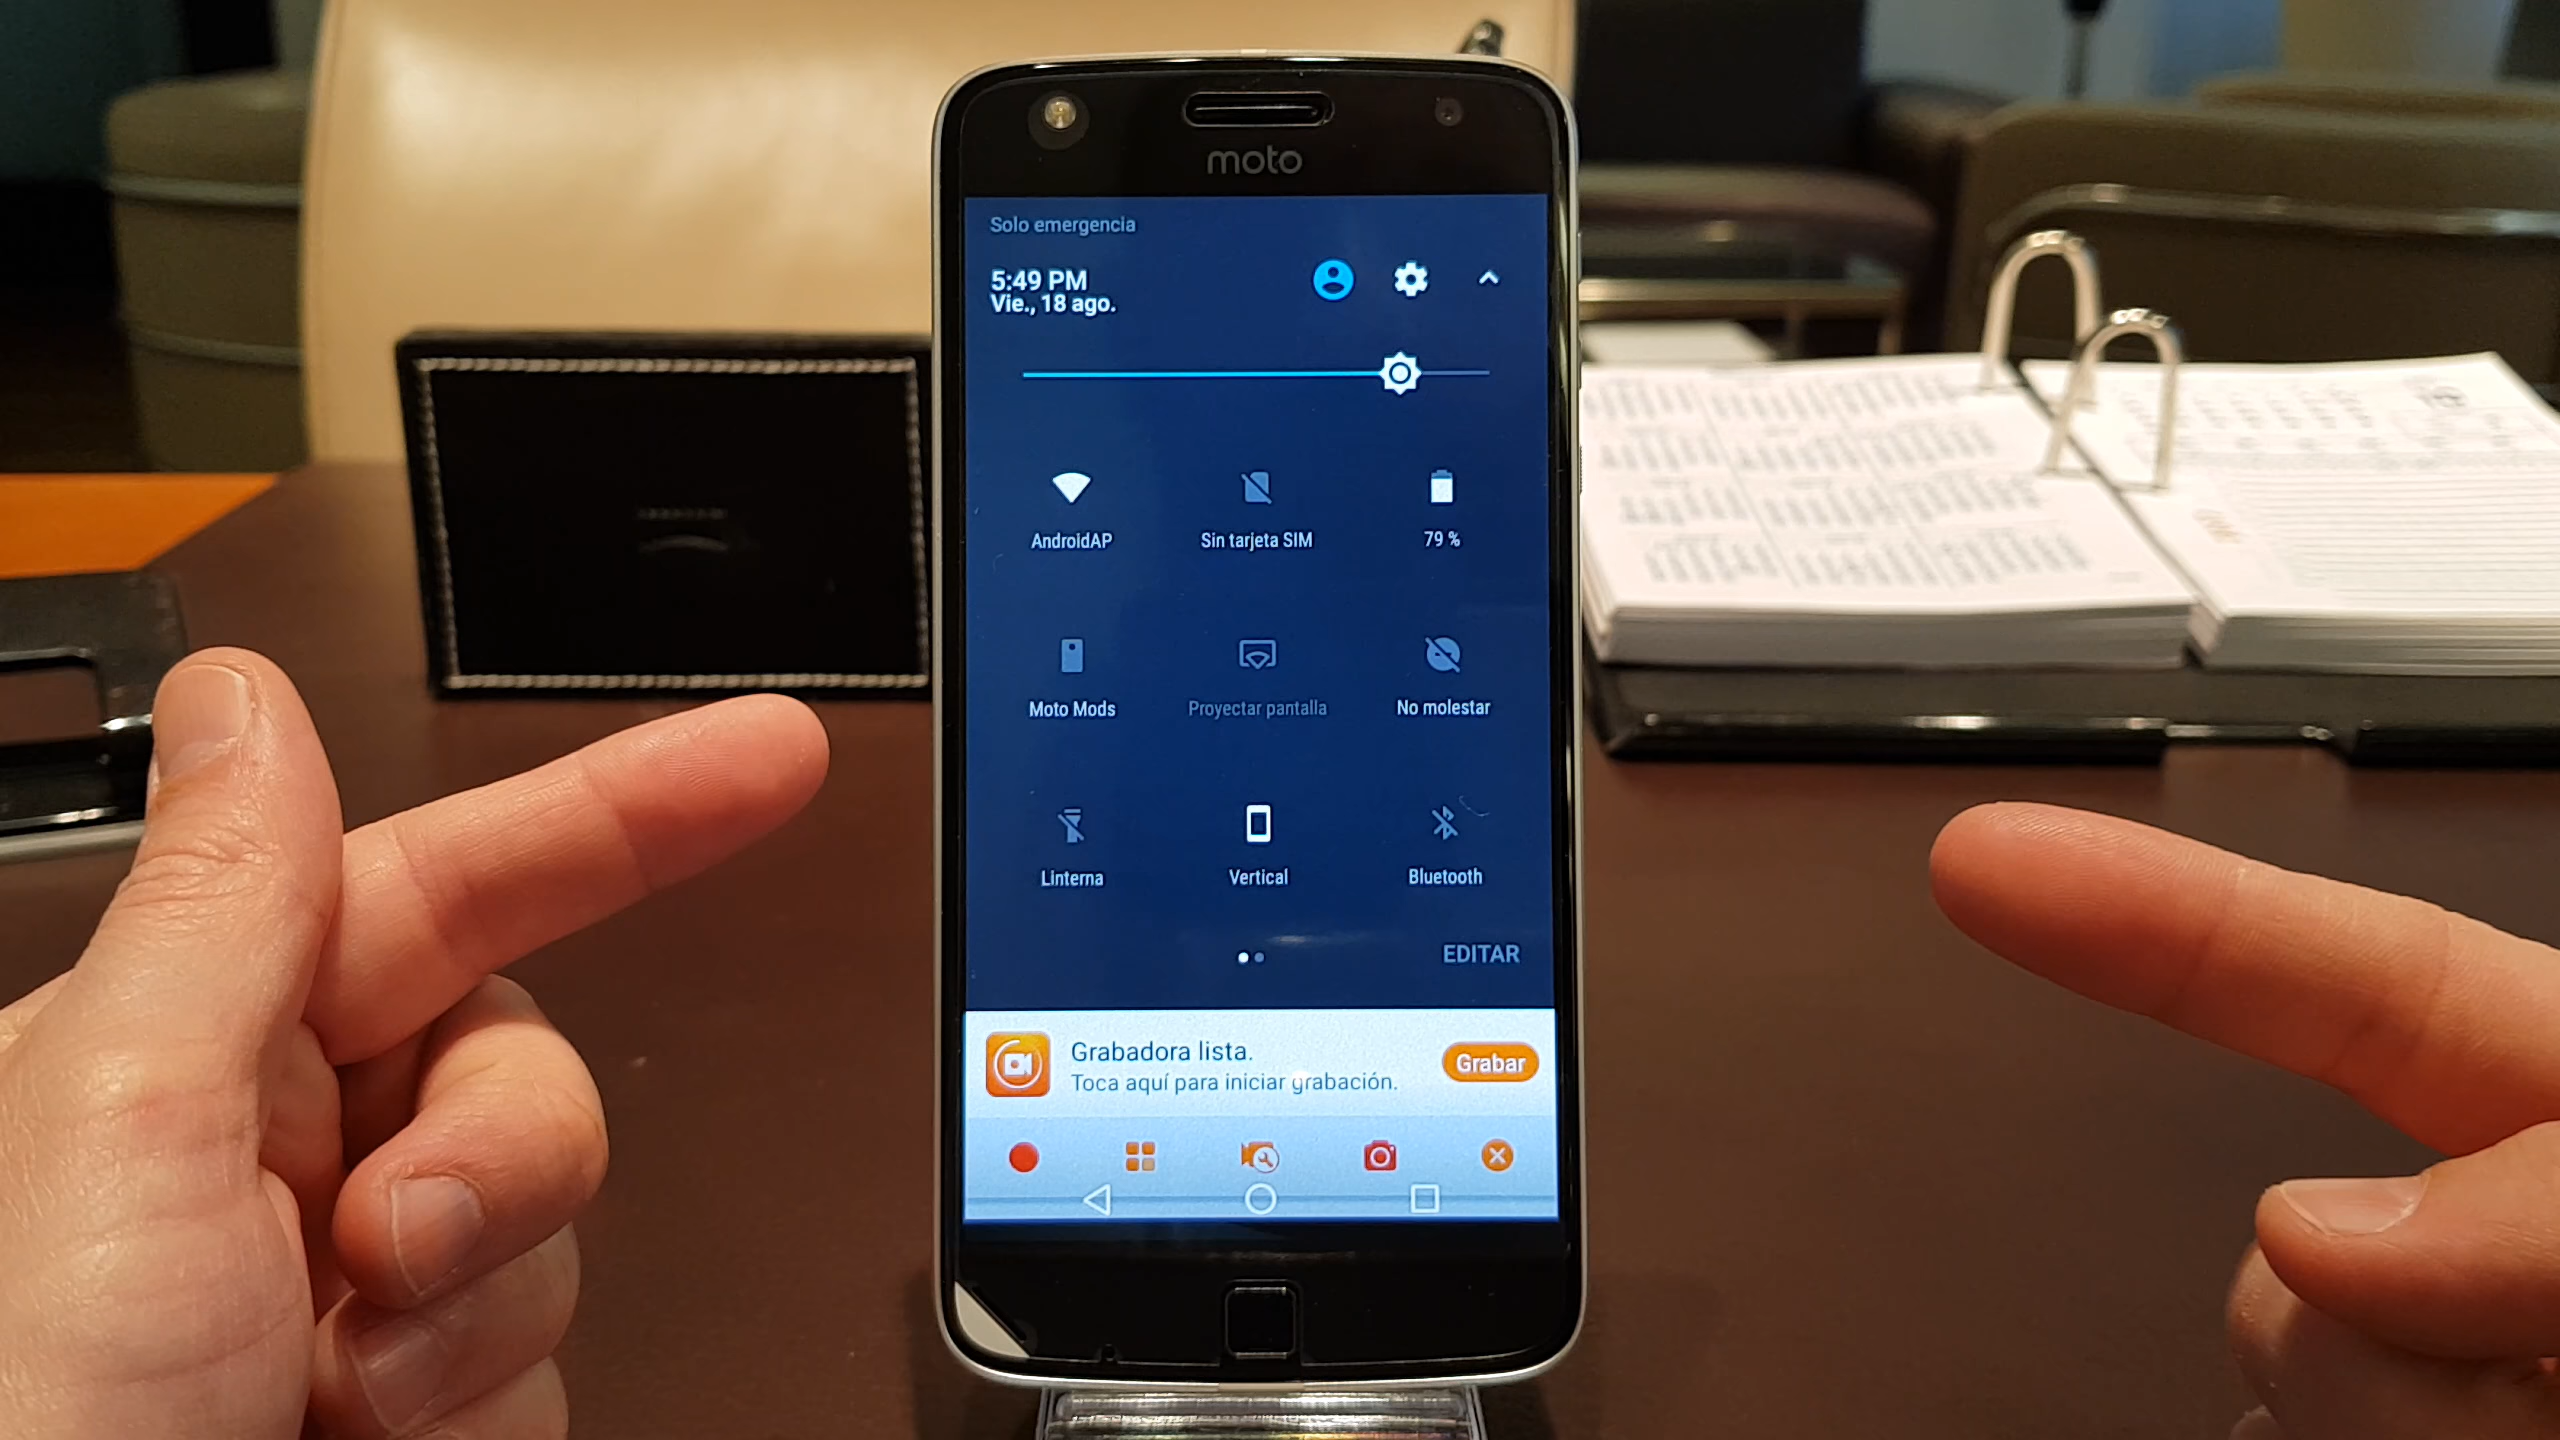 moto
Solo emergencia
5:49 PM
Vie., 18 ago.
AndroidAP
Sin tarjeta SIM
79 %
Moto Mods
Proyectar pantalla
No molestar
Linterna
Vertical
Bluetooth
EDITAR
Grabadora lista.
Toca aquí para iniciar grabación.
Grabar